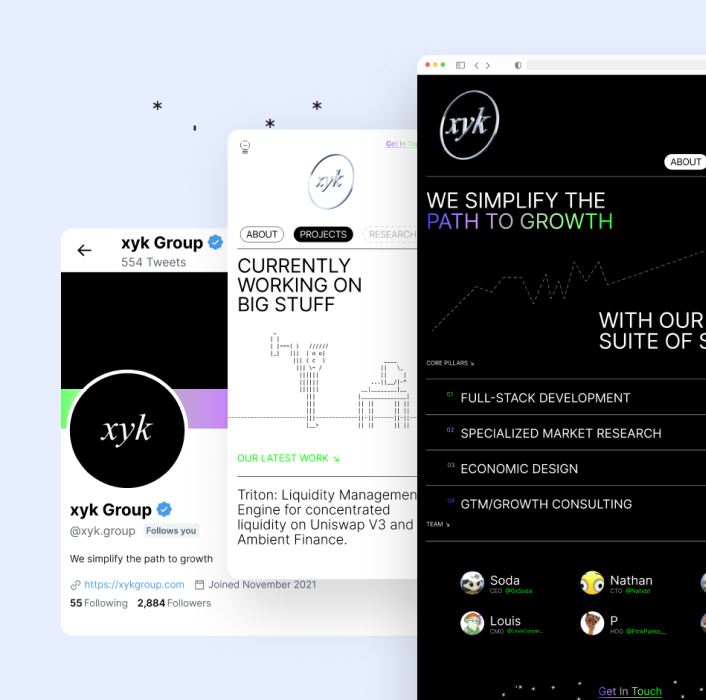 xyk Group
554 Tweets
xyk
xyk Group
@xyk.group Follows you
We simplify the path to growth
https://xykgroup.com Joined November 2021
55 Following 2,884 Followers
Get In
xyk
ABOUT PROJECTS RESEARCH
CURRENTLY
WORKING ON
BIG STUFF
OUR LATEST WORK ↘
Triton: Liquidity
Engine for concentrated
liquidity on Uniswap V3 and
Ambient Finance.
xyk
ABOUT
WE SIMPLIFY THE
PATH TO GROWTH
WITH OUR
SUITE OF
CORE PILLARS ↘
01 FULL-STACK DEVELOPMENT
02 SPECIALIZED MARKET RESEARCH
03 ECONOMIC DESIGN
04 GTM/GROWTH CONSULTING
TEAM ↘
Soda
CEO @0xSoda
Nathan
CTO @Natxbt
Louis
CMO
P
HOG @PinkPunks_
Get In Touch